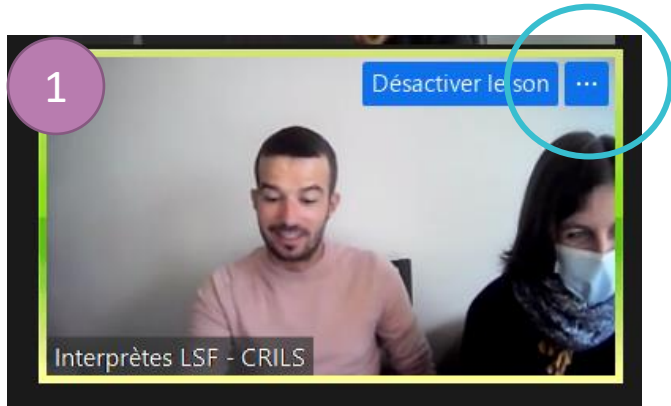 1
Désactiver le son ...
Interprètes LSF - CRILS